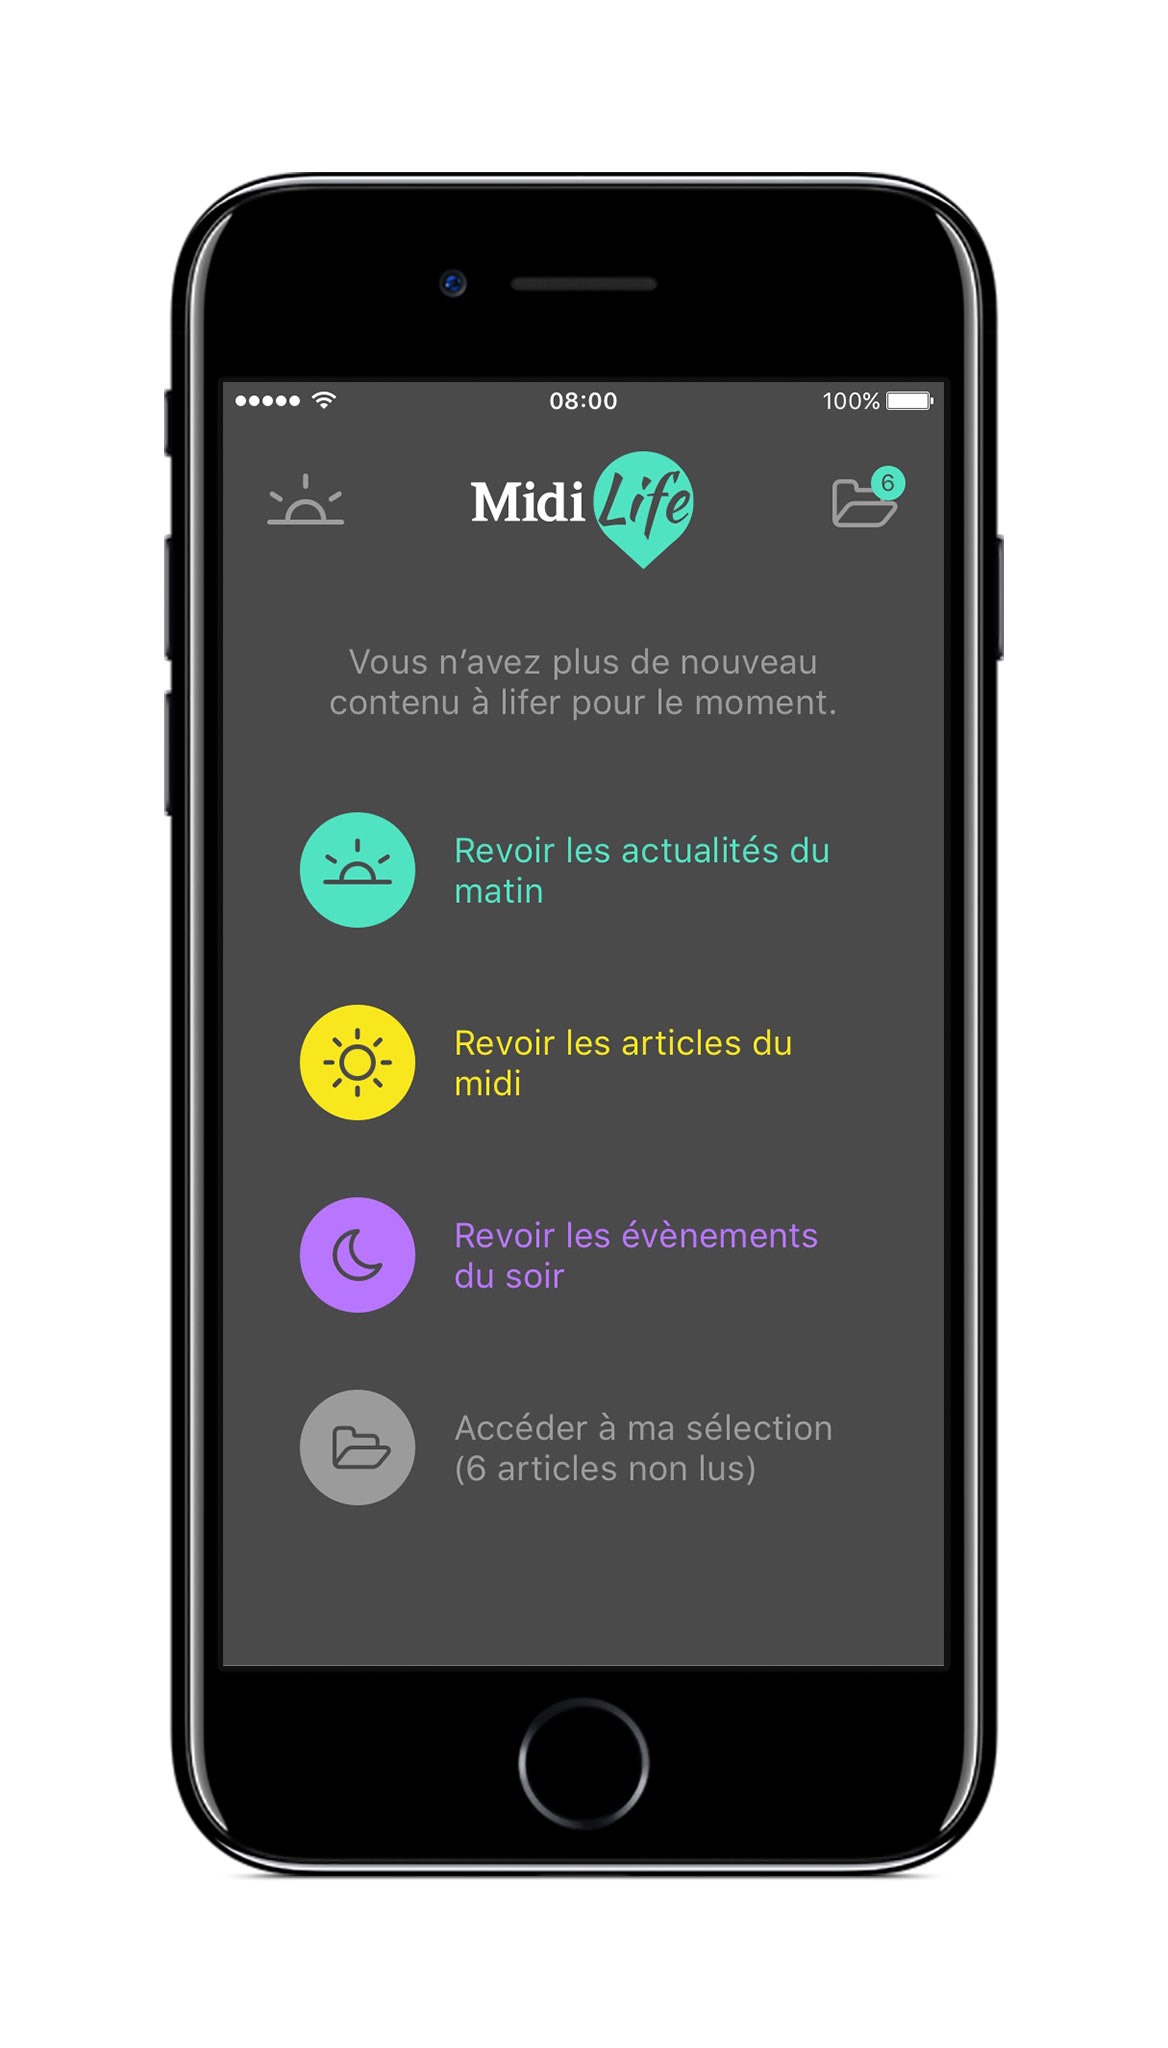 08:00
100%
Midi Life
6
Vous n’avez plus de nouveau
contenu à lifer pour le moment.
Revoir les actualités du
matin
Revoir les articles du
midi
Revoir les évènements
du soir
Accéder à ma sélection
(6 articles non lus)